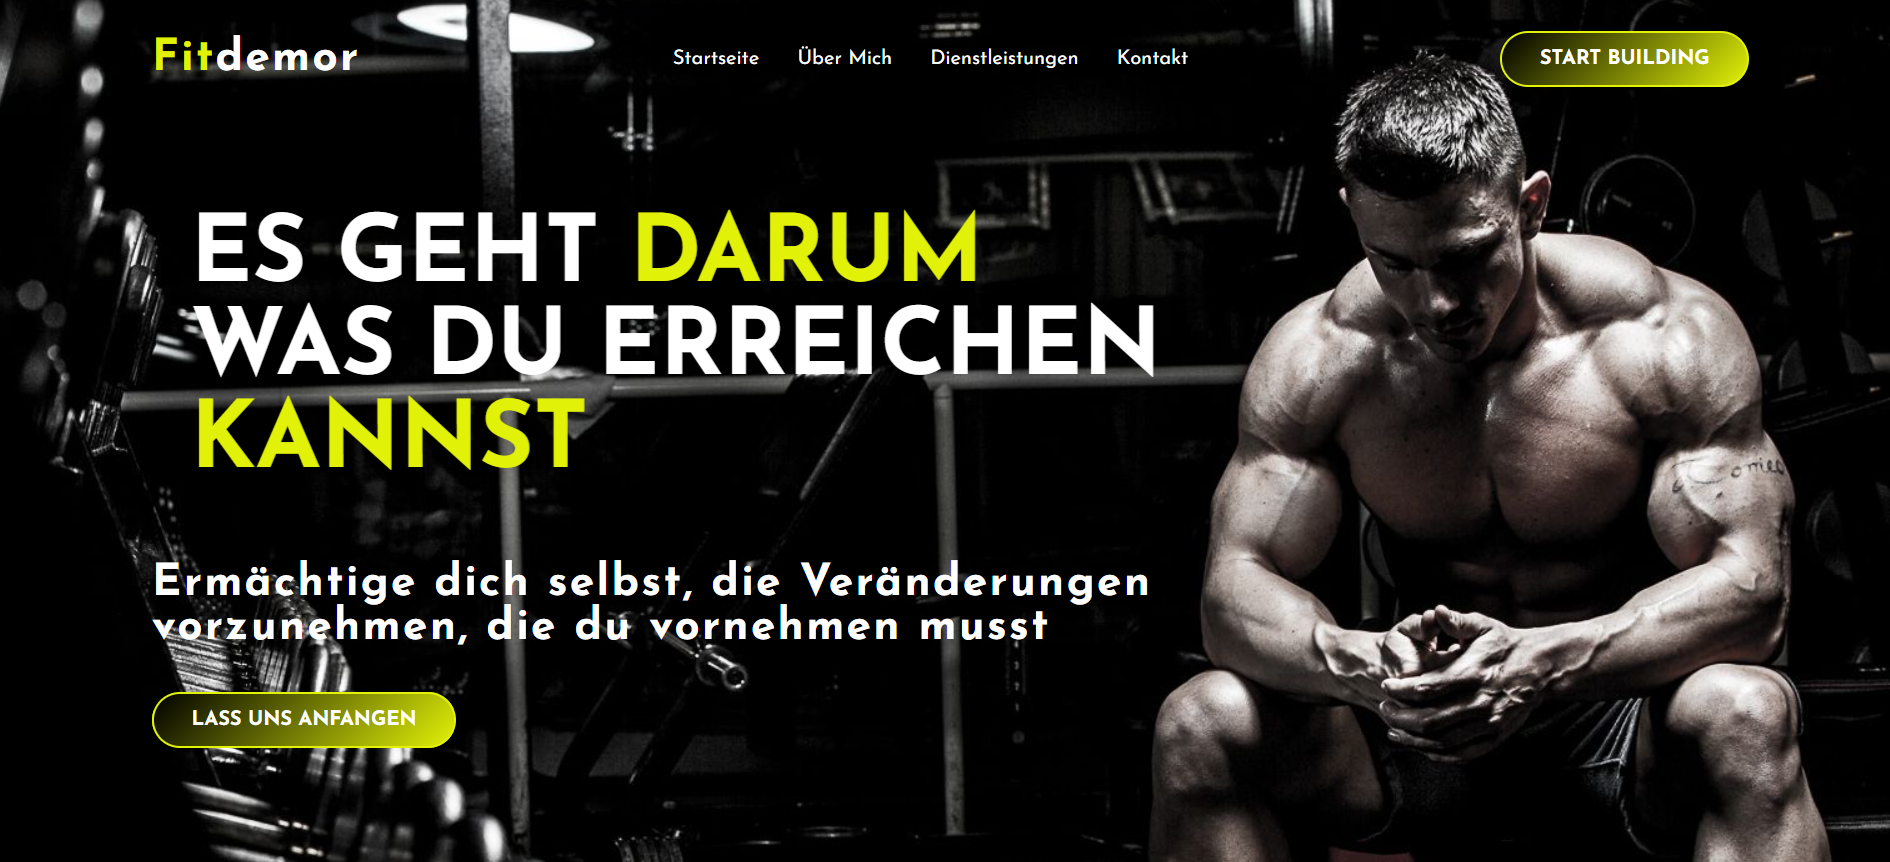 Fitdemor
Startseite Über Mich Dienstleistungen Kontakt
START BUILDING
ES GEHT DARUM
WAS DU ERREICHEN
KANNST
Ermächtige dich selbst, die Veränderungen
vorzunehmen, die du vornehmen musst
LASS UNS ANFANGEN